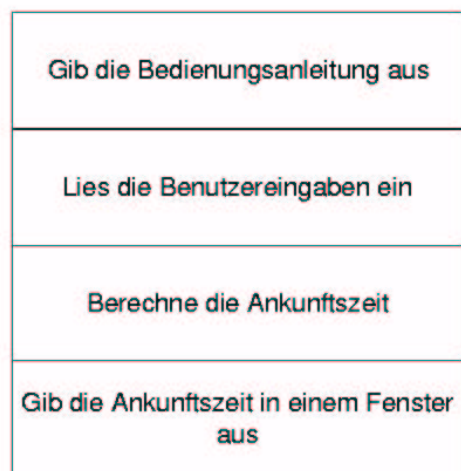 Gib die Bedienungsanleitung aus
Lies die Benutzereingaben ein
Berechne die Ankunftszeit
Gib die Ankunftszeit in einem Fenster
aus